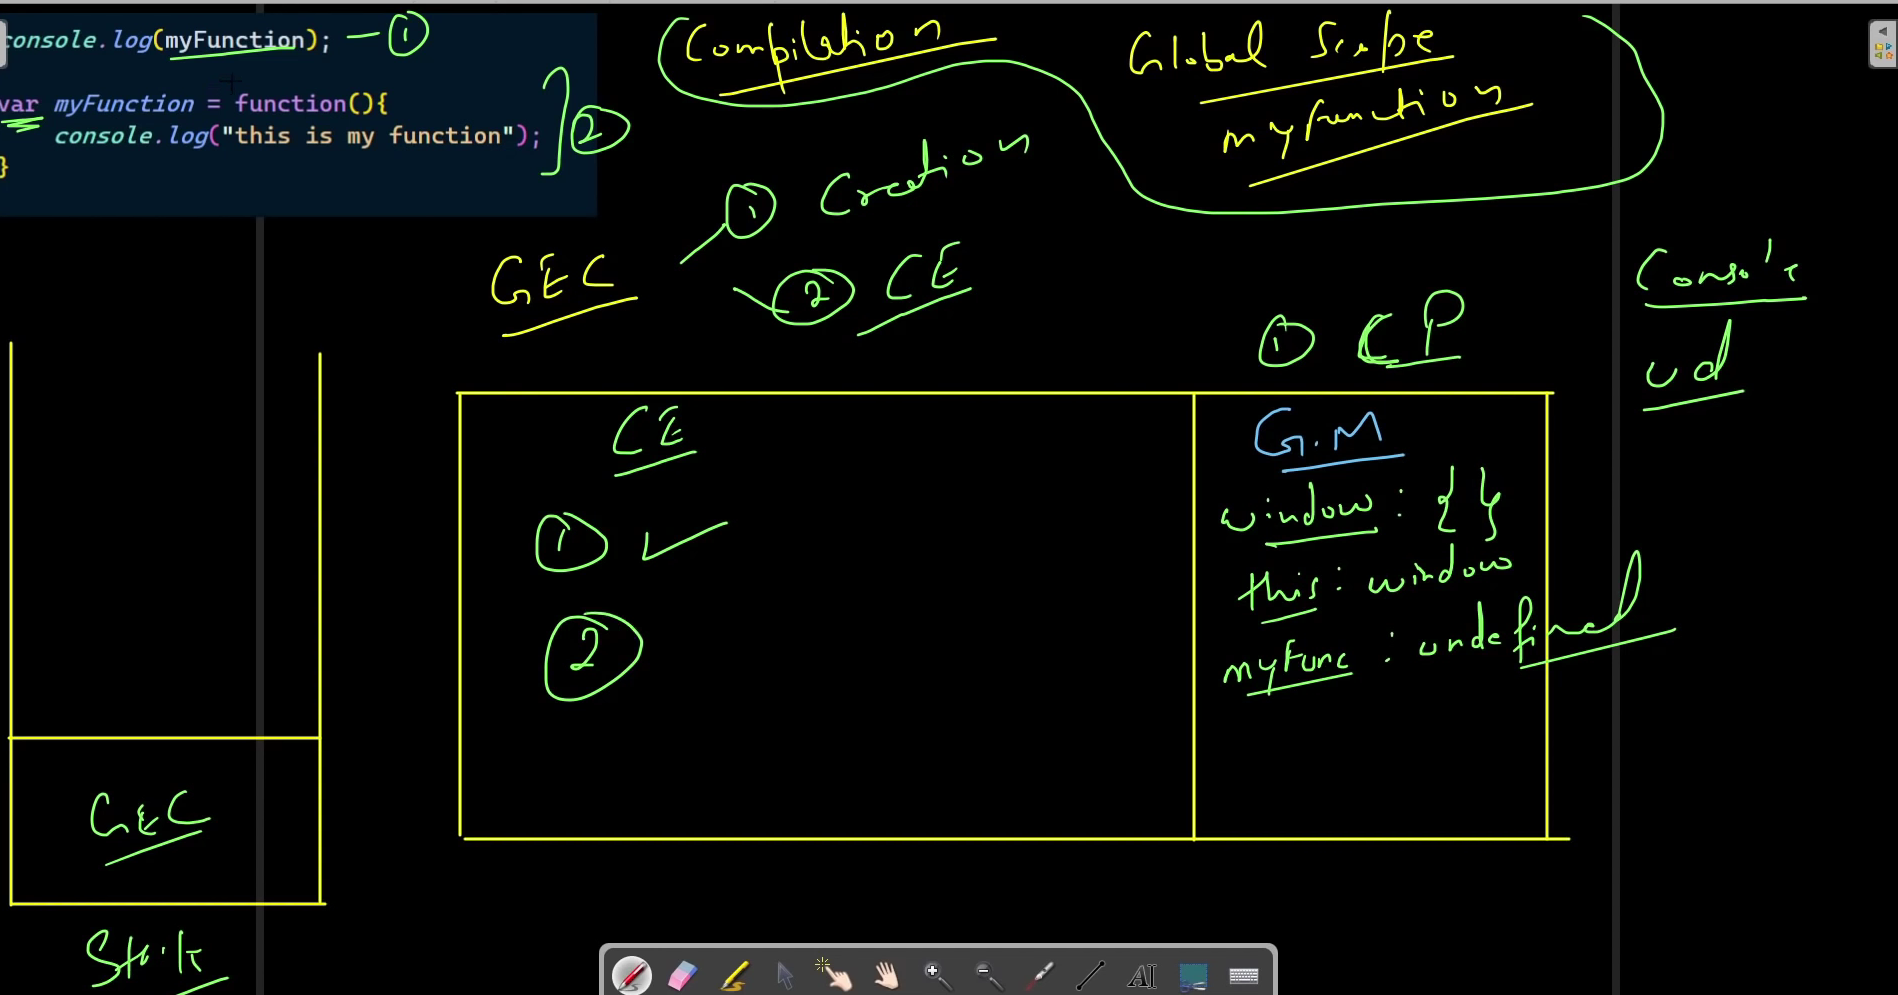 console.log(myFunction); — ①
var myFunction = function(){
console.log("this is my function");
}
②
Compilation
Global Scope
myfunction
① Creation
GEC
② CE
① CP
Console
ud
CE
①
②
G.M
window : { }
this : window
myFunc : undefined
GEC
Stack
AI